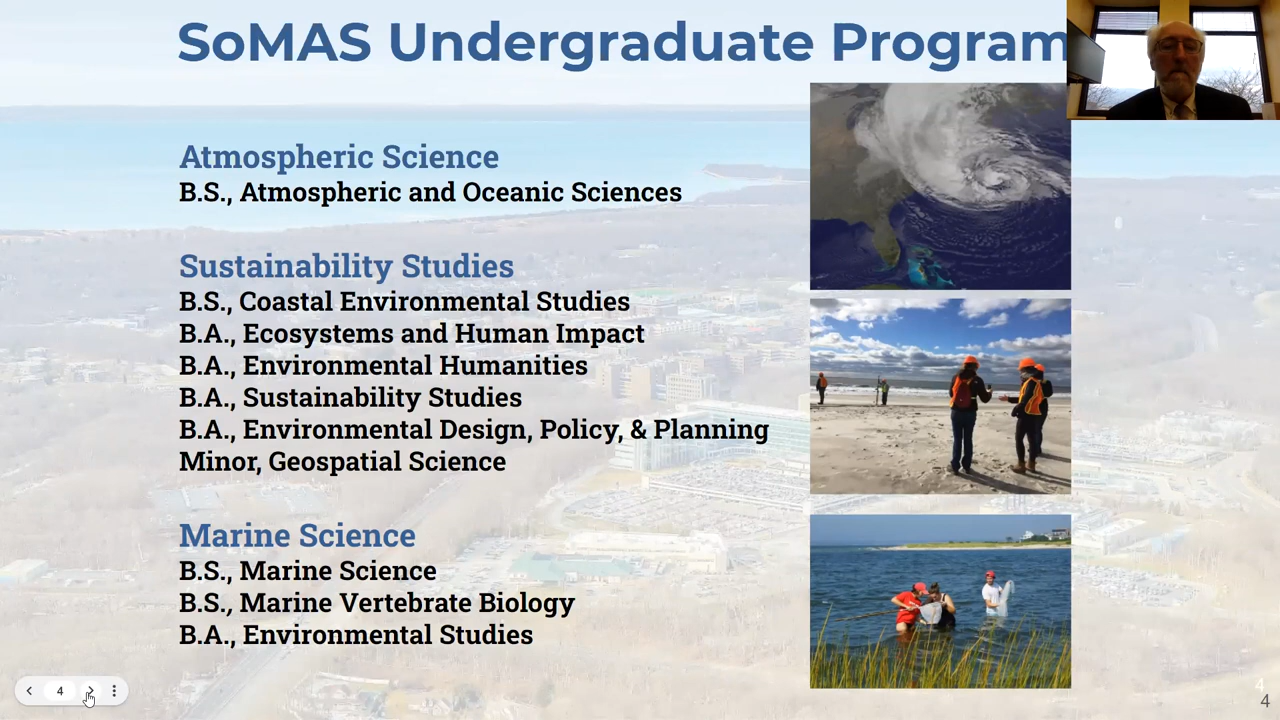 SoMAS Undergraduate Program
Atmospheric Science
B.S., Atmospheric and Oceanic Sciences
Sustainability Studies
B.S., Coastal Environmental Studies
B.A., Ecosystems and Human Impact
B.A., Environmental Humanities
B.A., Sustainability Studies
B.A., Environmental Design, Policy, & Planning
Minor, Geospatial Science
Marine Science
B.S., Marine Science
B.S., Marine Vertebrate Biology
B.A., Environmental Studies
4
4
4